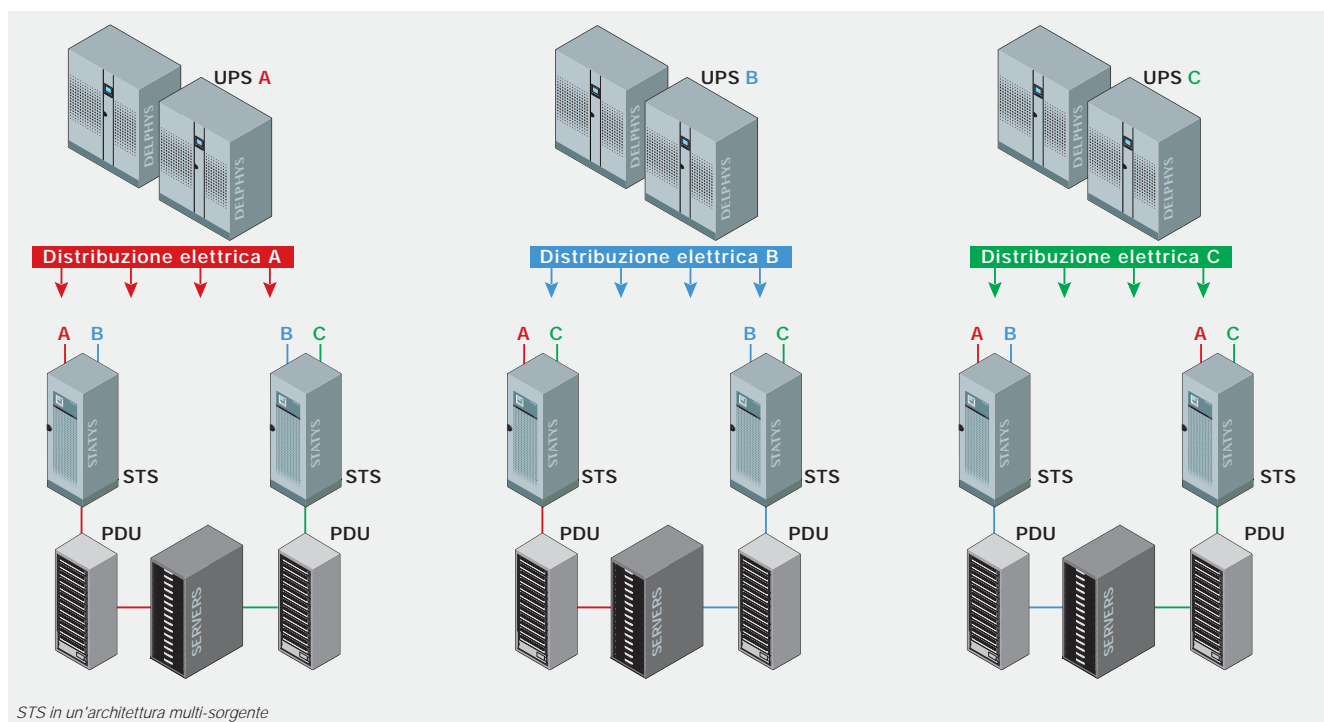 UPS A
UPS B
UPS C
DELPHYS
DELPHYS
DELPHYS
DELPHYS
DELPHYS
DELPHYS
Distribuzione elettrica A
Distribuzione elettrica B
Distribuzione elettrica C
A B
B C
A C
B C
A B
A C
STATYS
STATYS
STATYS
STATYS
STATYS
STATYS
STS
STS
STS
STS
STS
STS
PDU
PDU
PDU
PDU
PDU
PDU
SERVERS
SERVERS
SERVERS
STS in un'architettura multi-sorgente